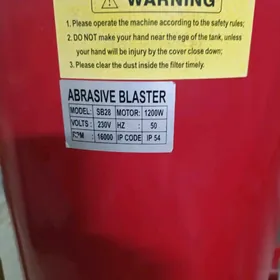 WARNING
1. Please operate the machine according to the safety rules;
2. DO NOT make your hand near the ege of the tank, unless
your hand will be injury by the cover close down;
3. Please clear the dust inside the filter timely.
ABRASIVE BLASTER
MODEL: SB28 MOTOR: 1200W
VOLTS : 230V HZ : 50
RPM : 16000 IP CODE IP 54